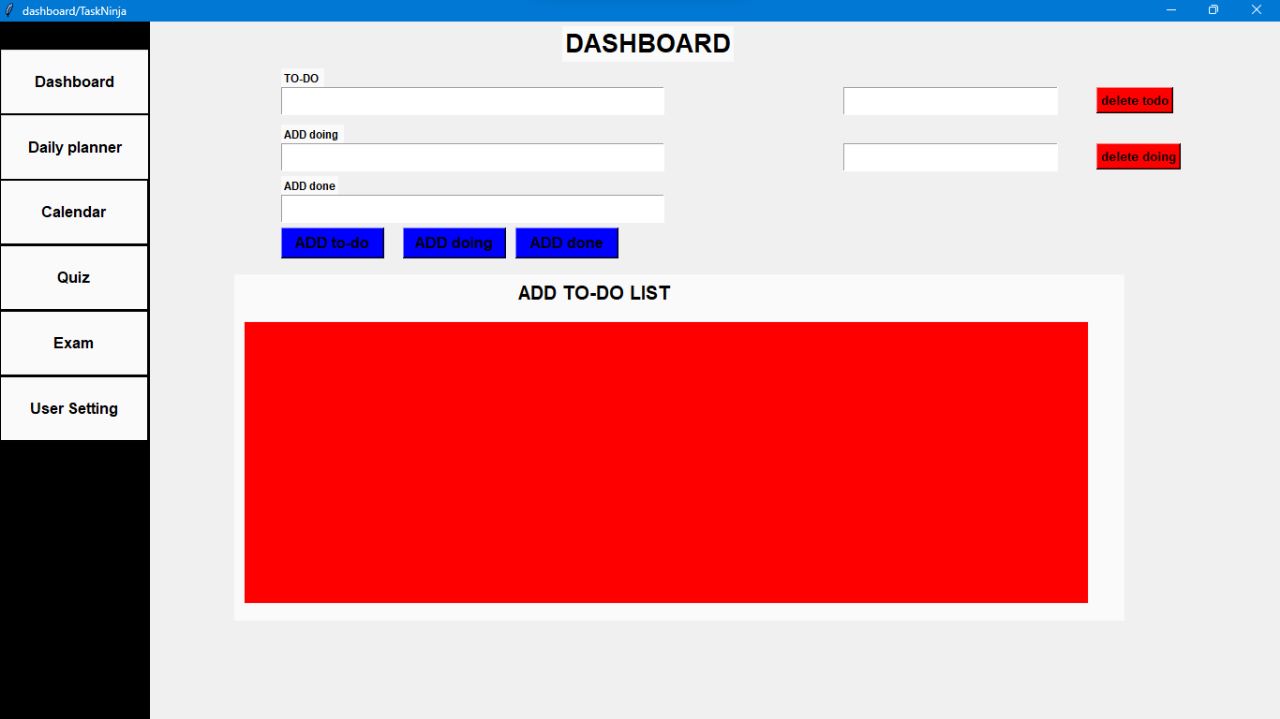 dashboard/TaskNinja
DASHBOARD
Dashboard
Daily planner
Calendar
Quiz
Exam
User Setting
TO-DO
delete todo
ADD doing
delete doing
ADD done
ADD to-do ADD doing ADD done
ADD TO-DO LIST